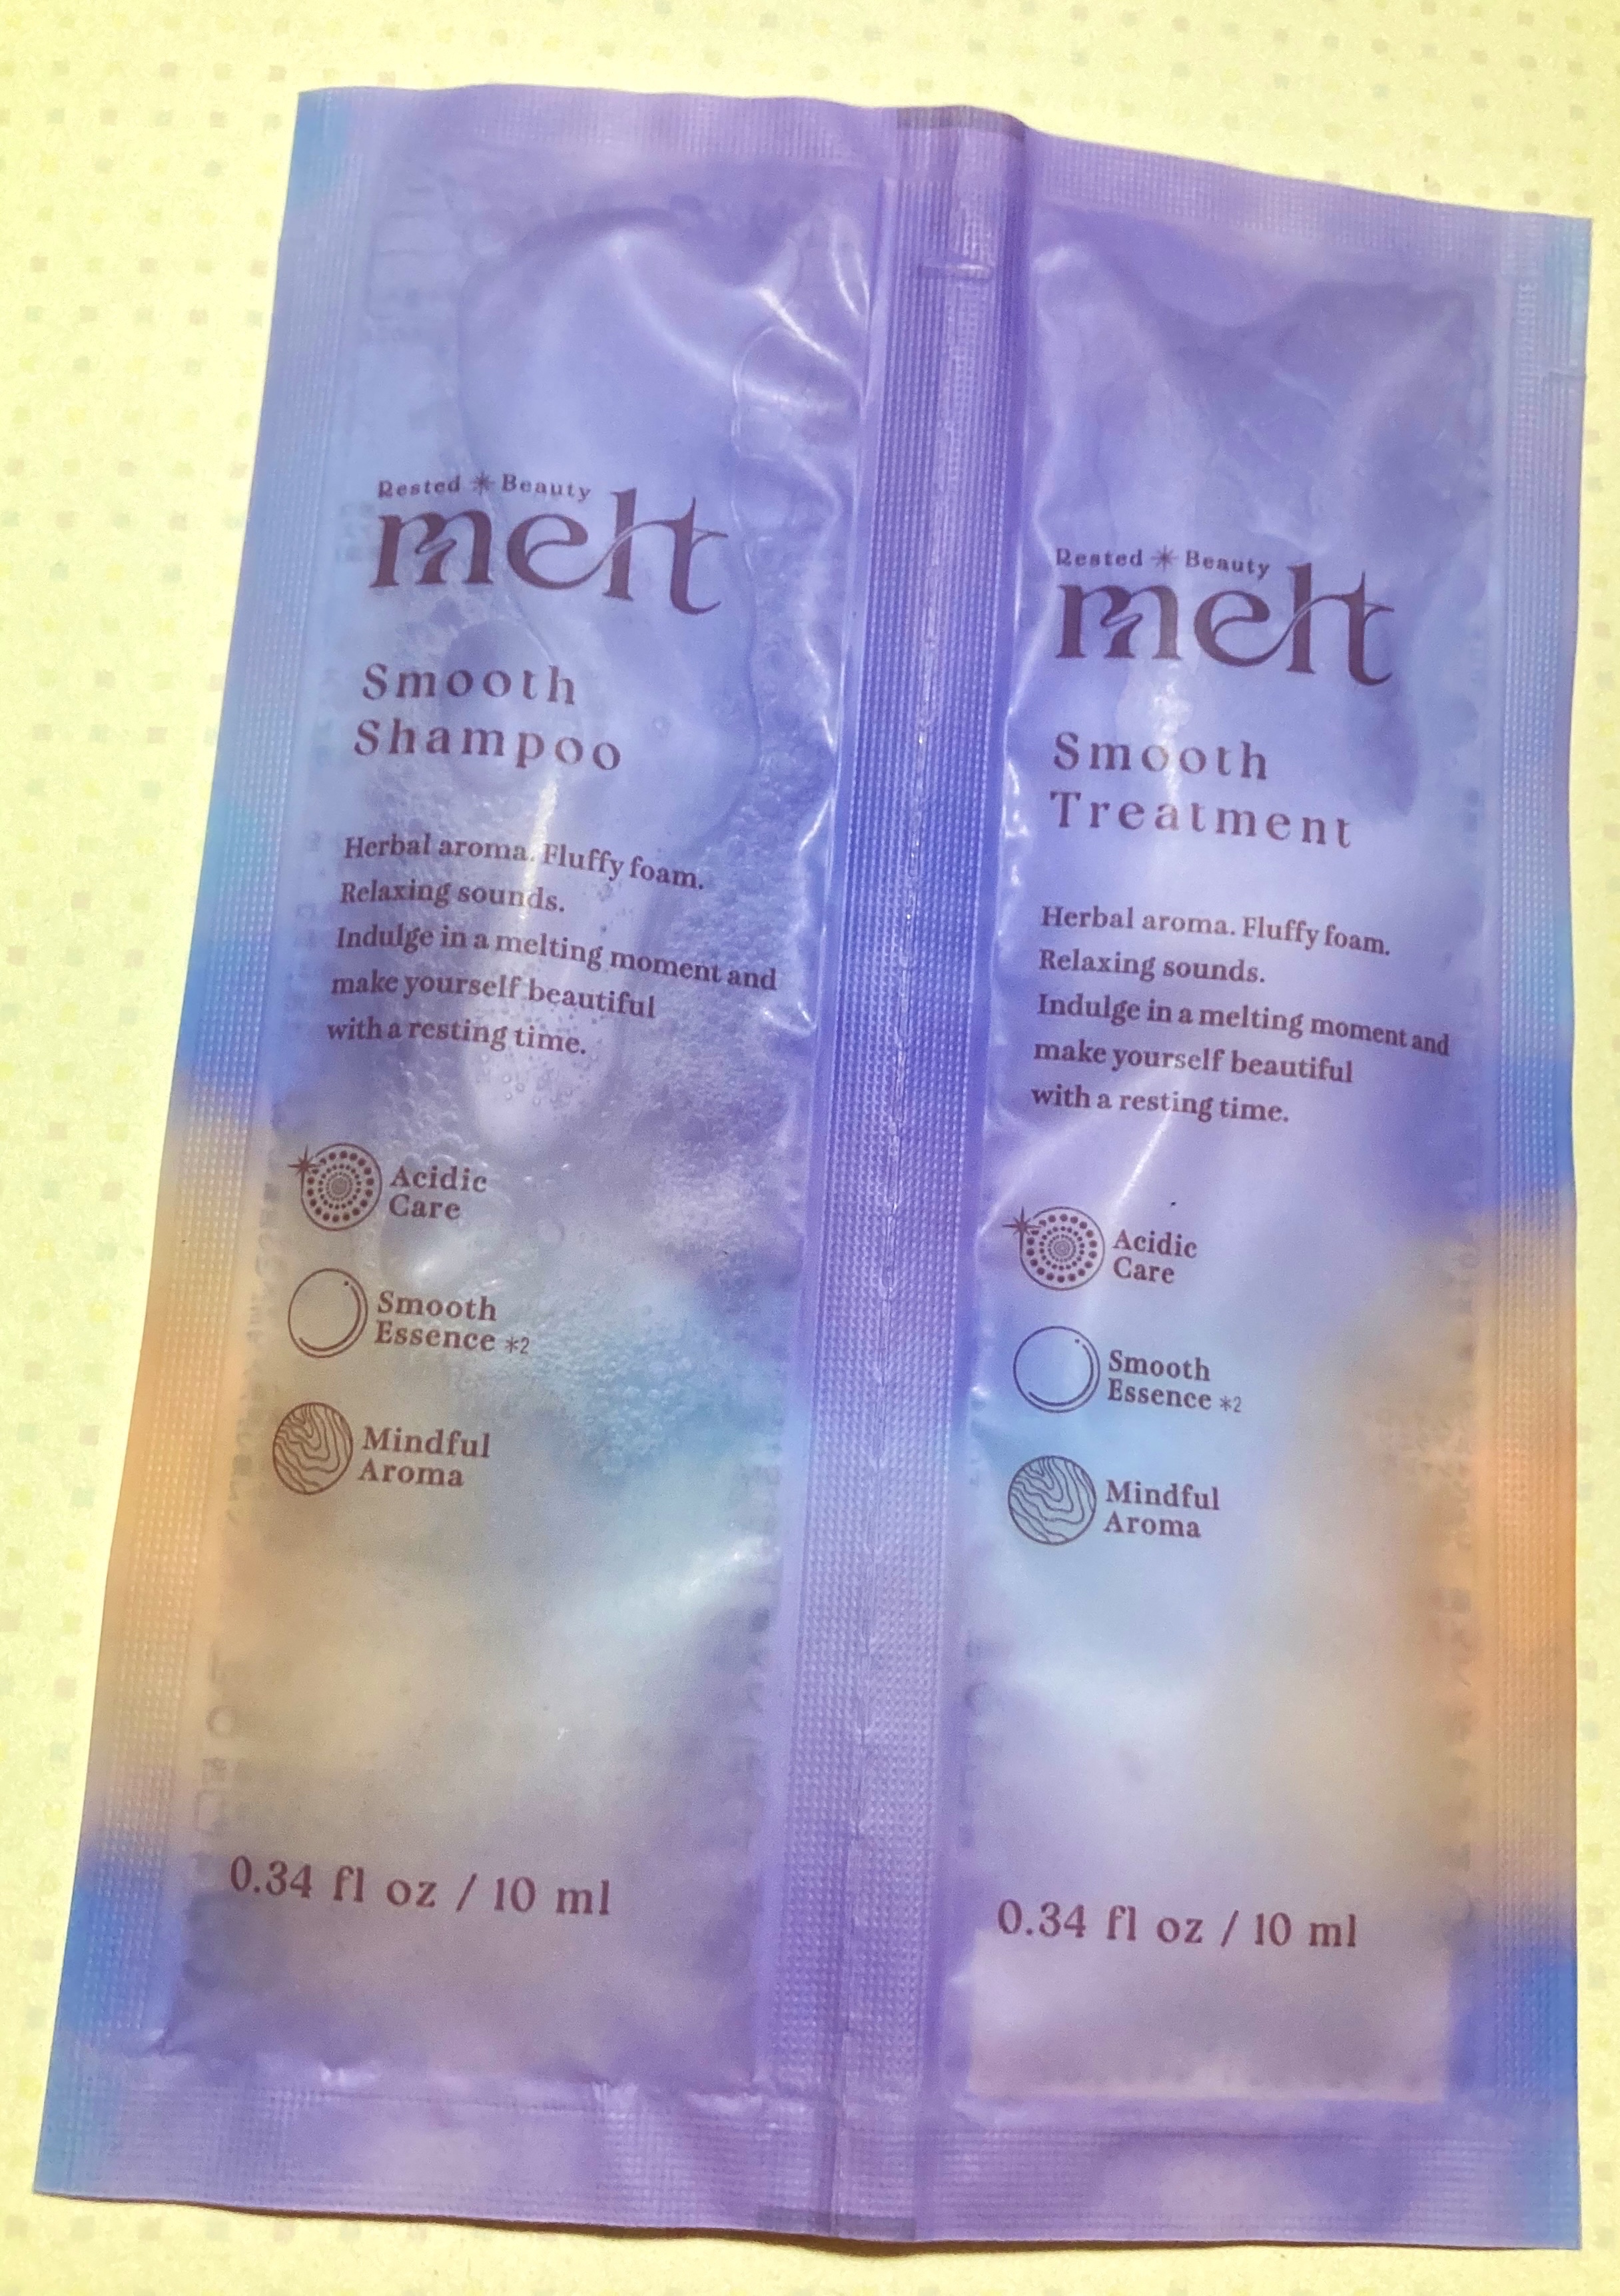 Rested * Beauty
melt
Smooth
Shampoo
Herbal aroma. Fluffy foam.
Relaxing sounds.
Indulge in a melting moment and
make yourself beautiful
with a resting time.
Acidic
Care
Smooth
Essence *2
Mindful
Aroma
0.34 fl oz / 10 ml
Rested * Beauty
melt
Smooth
Treatment
Herbal aroma. Fluffy foam.
Relaxing sounds.
Indulge in a melting moment and
make yourself beautiful
with a resting time.
Acidic
Care
Smooth
Essence *2
Mindful
Aroma
0.34 fl oz / 10 ml